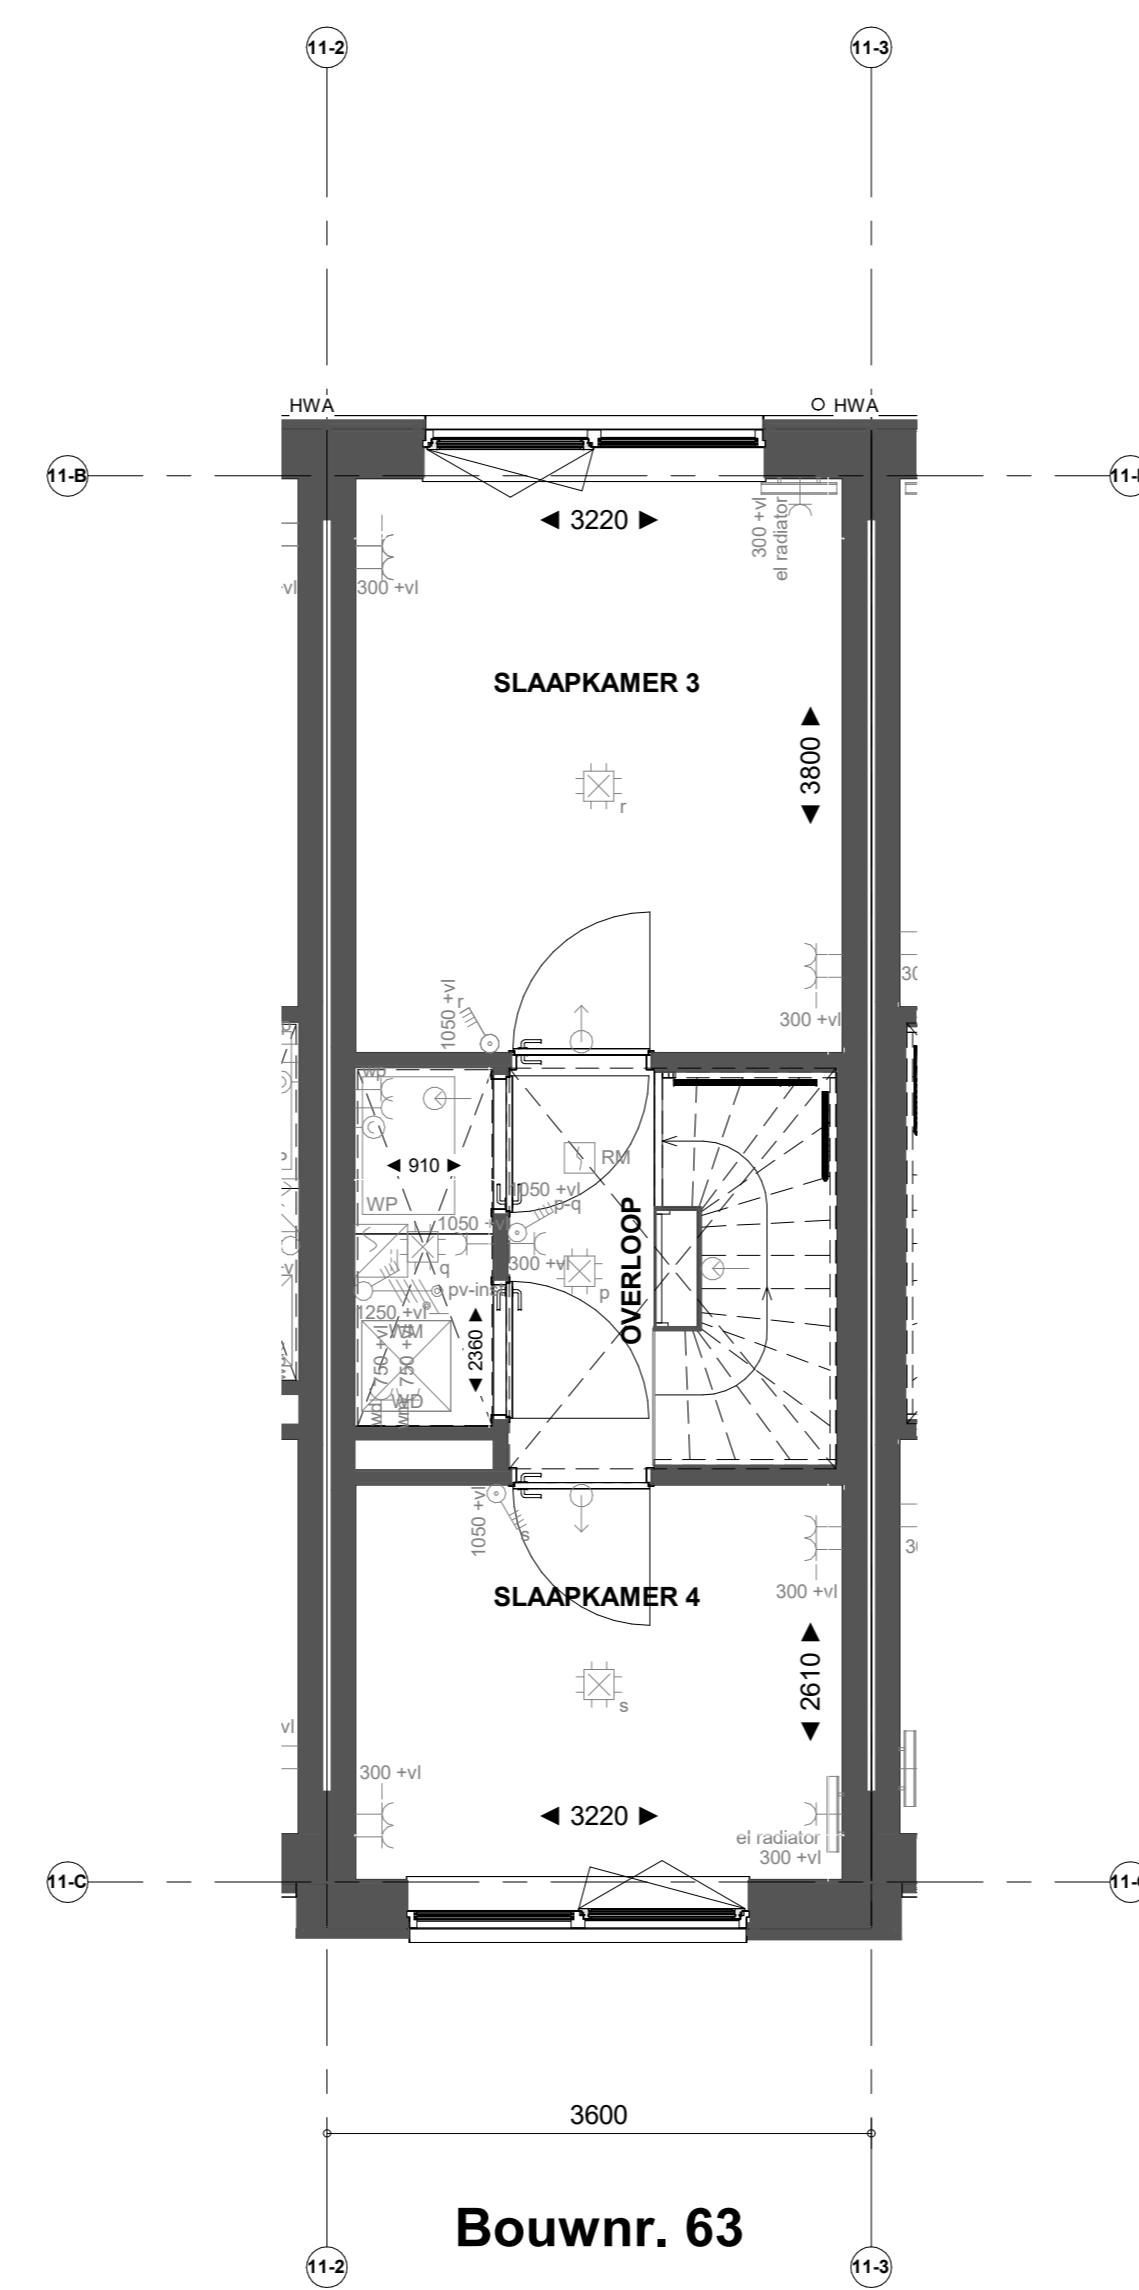 11-2
11-3
HWA
HWA
11-B
3220
300 +vl
el radiator
300 +vl
SLAAPKAMER 3
3800
r
300 +vl
1050 +vl
r
wp
910
RM
1050 +vl
p-q
WP
1050 +vl
300 +vl
OVERLOOP
q
p
pv-inst
1250 +vl
WM
2360
WD
1050 +vl
s
300 +vl
SLAAPKAMER 4
2610
s
vl
300 +vl
3220
el radiator
300 +vl
11-C
3600
Bouwnr. 63
11-2
11-3